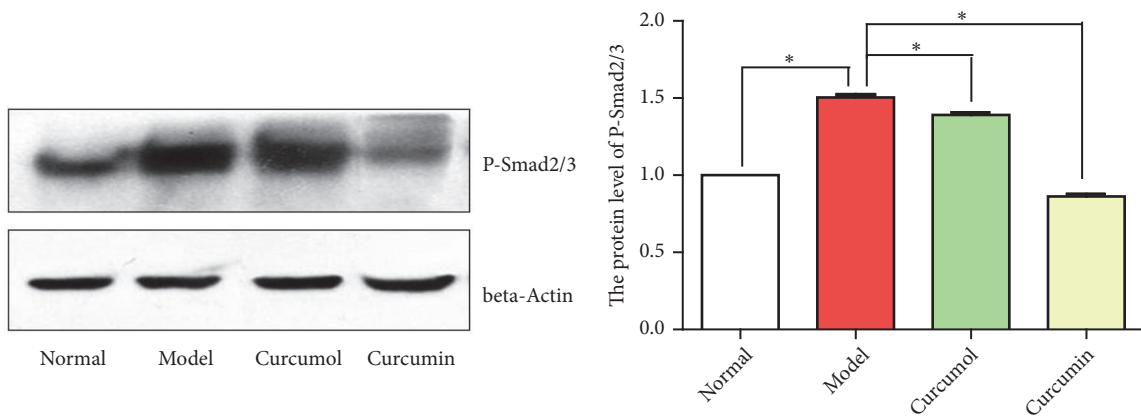 P-Smad2/3
beta-Actin
Normal Model Curcumol Curcumin
The protein level of P-Smad2/3
2.0
1.5
1.0
0.5
0.0
*
*
*
Normal
Model
Curcumol
Curcumin